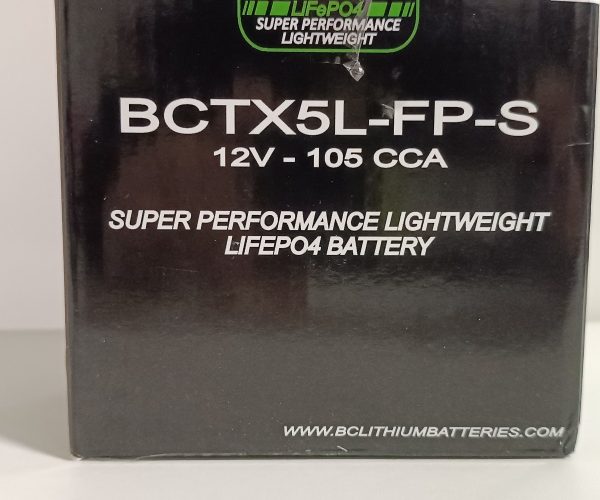 LiFePO4
SUPER PERFORMANCE
LIGHTWEIGHT
BCTX5L-FP-S
12V - 105 CCA
SUPER PERFORMANCE LIGHTWEIGHT
LIFEPO4 BATTERY
WWW.BCLITHIUMBATTERIES.COM